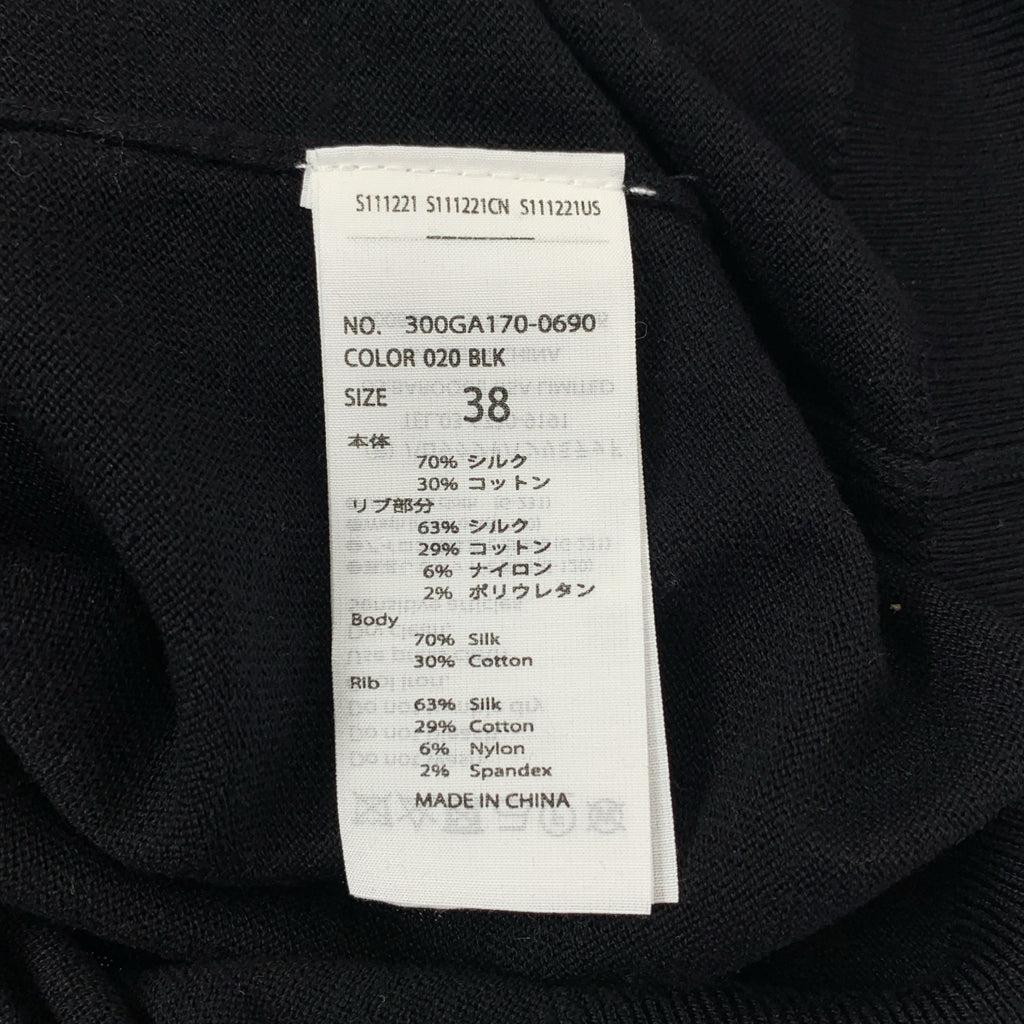 S111221 S111221CN S111221US
NO. 300GA170-0690
COLOR 020 BLK
SIZE 38
本体
70% シルク
30% コットン
リブ部分
63% シルク
29% コットン
6% ナイロン
2% ポリウレタン
Body
70% Silk
30% Cotton
Rib
63% Silk
29% Cotton
6% Nylon
2% Spandex
MADE IN CHINA